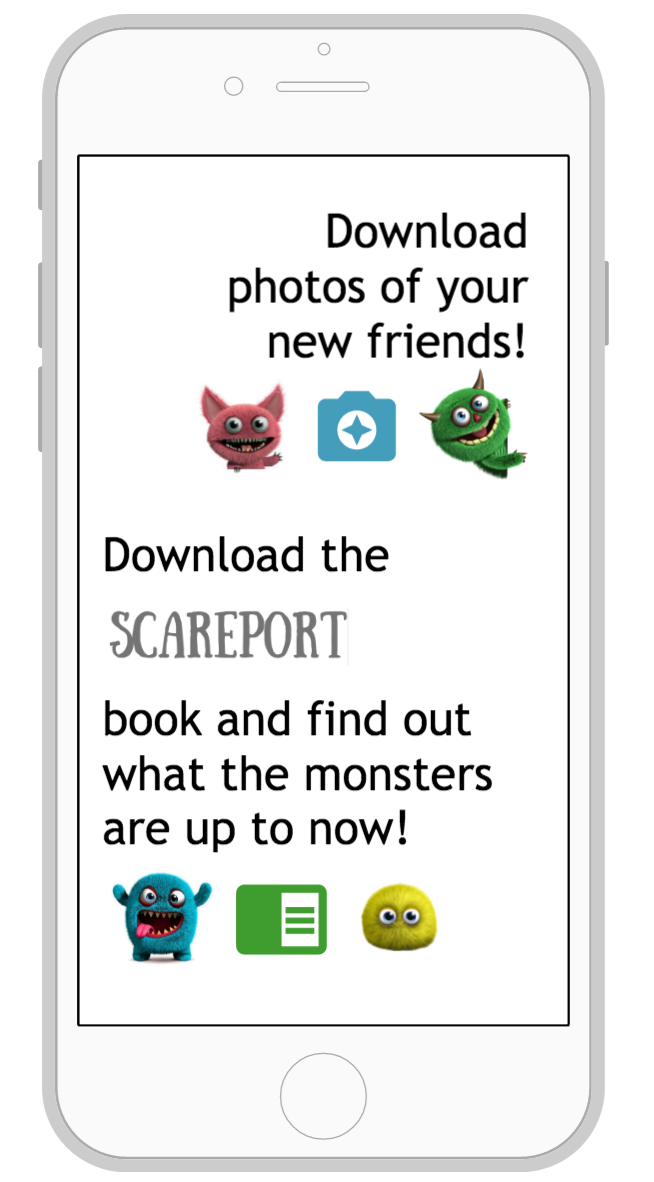 Download
photos of your
new friends!
Download the
SCAREPORT
book and find out
what the monsters
are up to now!